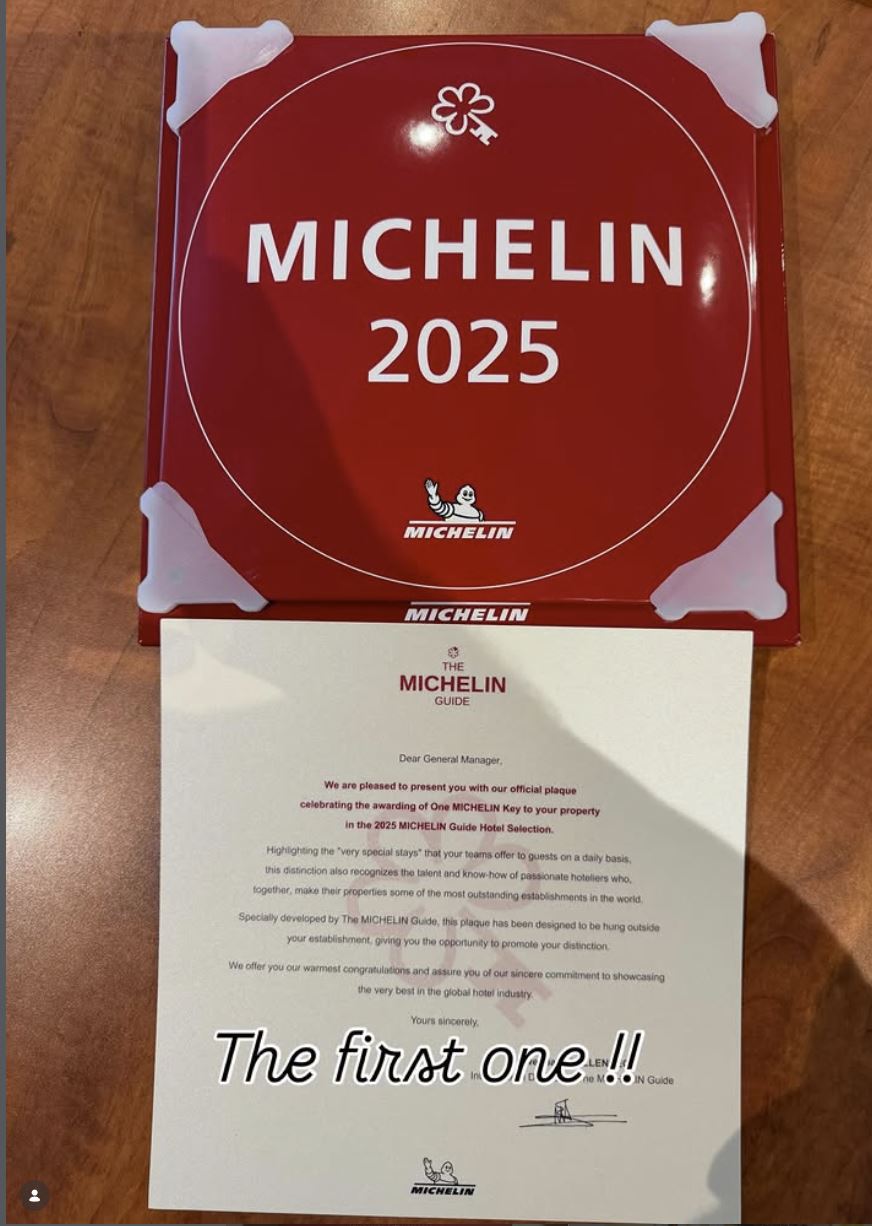 MICHELIN
2025
MICHELIN
MICHELIN
THE
MICHELIN
GUIDE
Dear General Manager,
We are pleased to present you with our official plaque
celebrating the awarding of One MICHELIN Key to your property
in the 2025 MICHELIN Guide Hotel Selection.
Highlighting the "very special stays" that your teams offer to guests on a daily basis,
this distinction also recognizes the talent and know-how of passionate hoteliers who,
together, make their properties some of the most outstanding establishments in the world.
Specially developed by The MICHELIN Guide, this plaque has been designed to be hung outside
your establishment, giving you the opportunity to promote your distinction.
We offer you our warmest congratulations and assure you of our sincere commitment to showcasing
the very best in the global hotel industry.
Yours sincerely,
The first one !!
Guide
MICHELIN